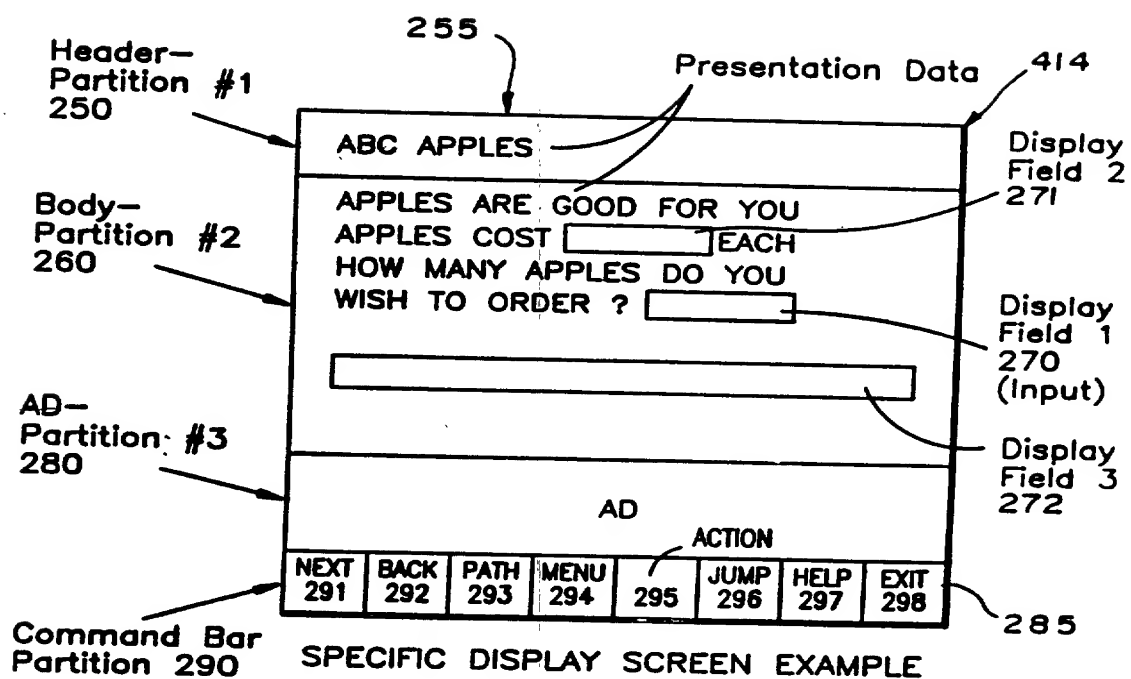 255
Header—
Partition #1
250
Presentation Data
414
ABC APPLES
Display
Field 2
271
Body—
Partition #2
260
APPLES ARE GOOD FOR YOU
APPLES COST EACH
HOW MANY APPLES DO YOU
WISH TO ORDER ?
Display
Field 1
270
(Input)
AD—
Partition #3
280
Display
Field 3
272
AD
ACTION
NEXT BACK PATH MENU JUMP HELP EXIT
291 292 293 294 295 296 297 298
285
Command Bar
Partition 290
SPECIFIC DISPLAY SCREEN EXAMPLE